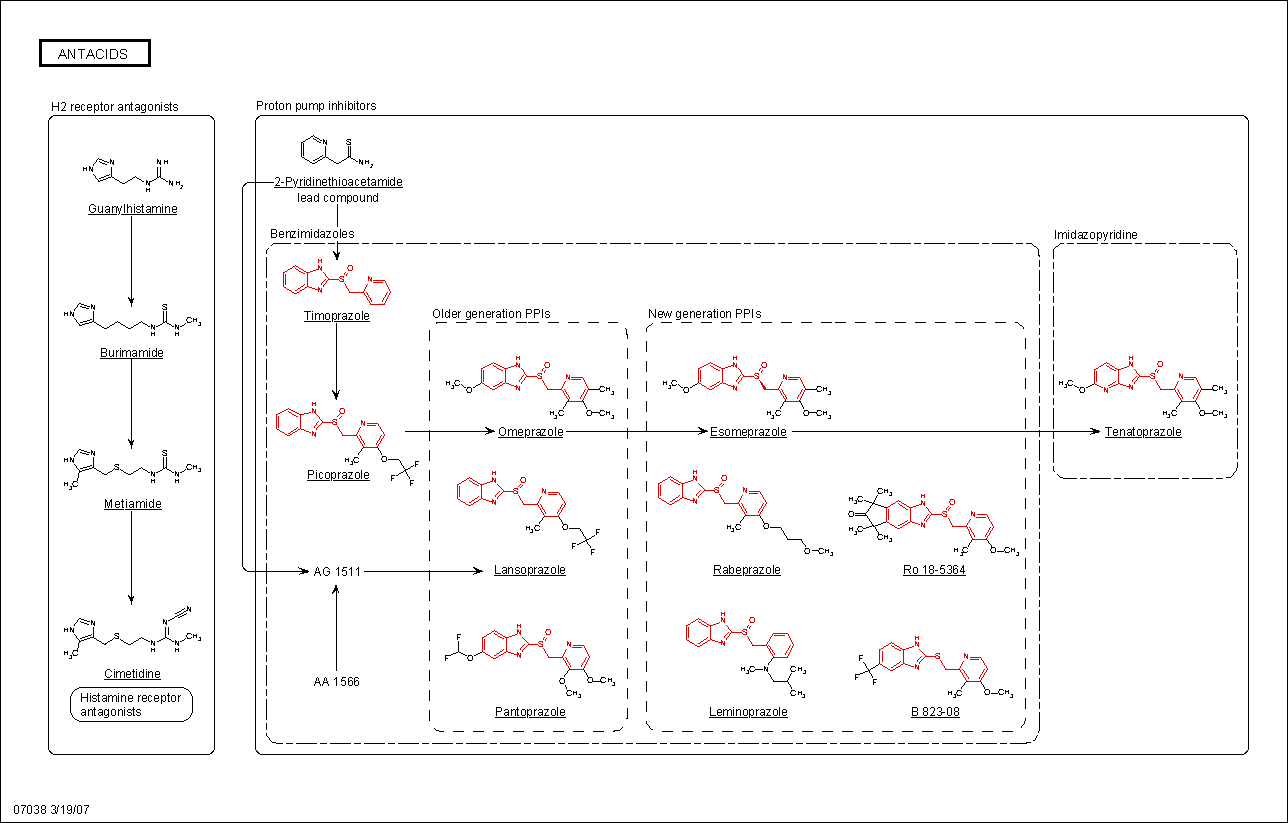 ANTACIDS
H2 receptor antagonists
Guanylhistamine
Burimamide
Metiamide
Cimetidine
Histamine receptor
antagonists
Proton pump inhibitors
2-Pyridinethioacetamide
lead compound
Benzimidazoles
Timoprazole
Picoprazole
AG 1511
AA 1566
Older generation PPIs
Omeprazole
Lansoprazole
Pantoprazole
New generation PPIs
Esomeprazole
Rabeprazole
Ro 18-5364
Leminoprazole
B 823-08
Imidazopyridine
Tenatoprazole
07038 3/19/07